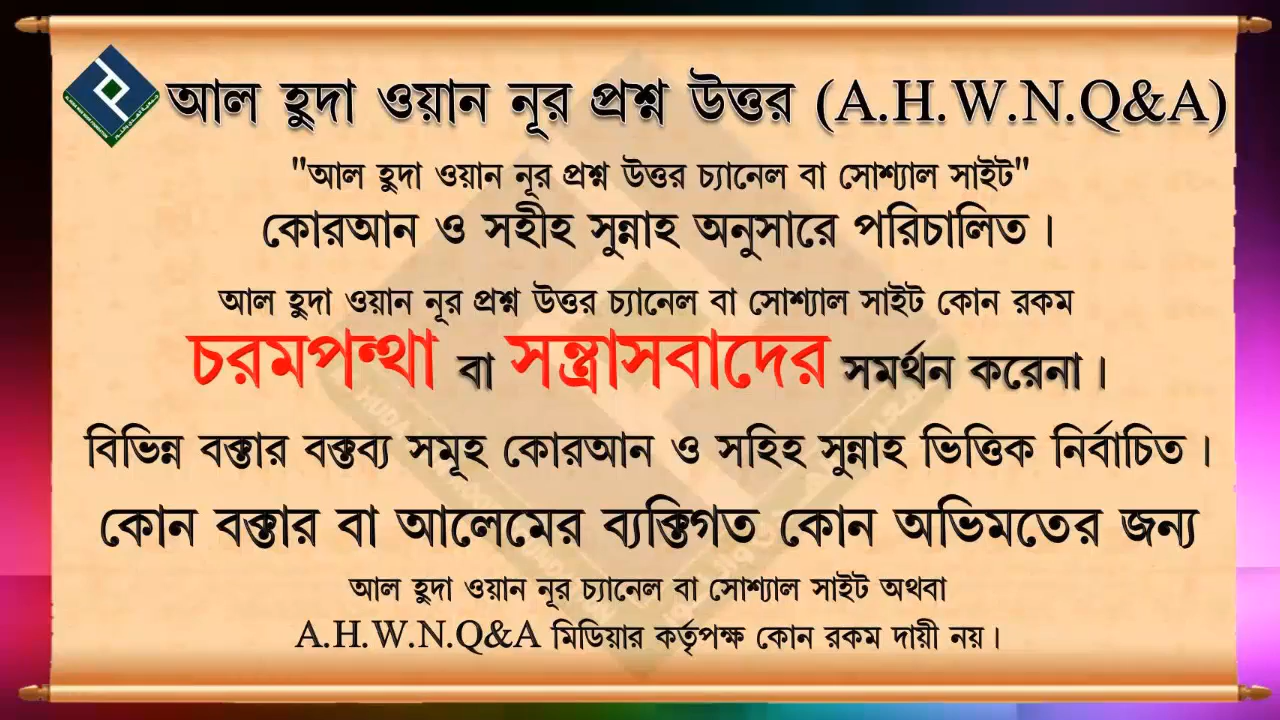 আল হুদা ওয়ান নূর প্রশ্ন উত্তর (A.H.W.N.Q&A)
"আল হুদা ওয়ান নূর প্রশ্ন উত্তর চ্যানেল বা সোশ্যাল সাইট"
কোরআন ও সহীহ সুন্নাহ অনুসারে পরিচালিত।
আল হুদা ওয়ান নূর প্রশ্ন উত্তর চ্যানেল বা সোশ্যাল সাইট কোন রকম
চরমপন্থা বা সন্ত্রাসবাদের সমর্থন করেনা।
বিভিন্ন বক্তার বক্তব্য সমূহ কোরআন ও সহিহ সুন্নাহ ভিত্তিক নির্বাচিত।
কোন বক্তার বা আলেমের ব্যক্তিগত কোন অভিমতের জন্য
আল হুদা ওয়ান নূর চ্যানেল বা সোশ্যাল সাইট অথবা
A.H.W.N.Q&A মিডিয়ার কর্তৃপক্ষ কোন রকম দায়ী নয়।